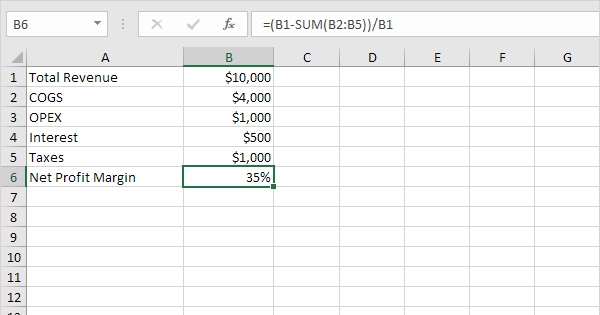 B6 fx =(B1-SUM(B2:B5))/B1
A B C D E F G
1 Total Revenue $10,000
2 COGS $4,000
3 OPEX $1,000
4 Interest $500
5 Taxes $1,000
6 Net Profit Margin 35%
7
8
9
10
11
12